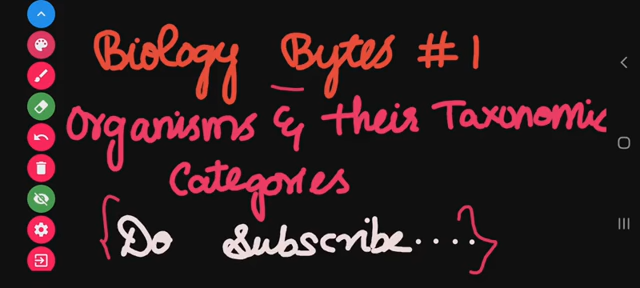 Biology Bytes #1
Organisms & their Taxonomic
Categories
{Do Subscribe....}